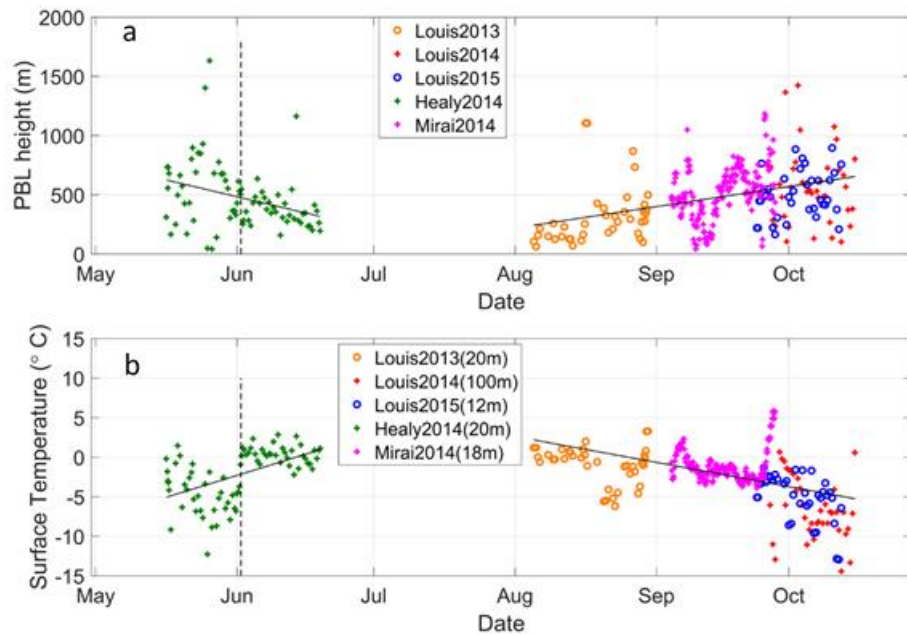 a
2000
1500
1000
500
0
PBL height (m)
Louis2013
Louis2014
Louis2015
Healy2014
Mirai2014
May Jun Jul Aug Sep Oct
Date
b
15
10
5
0
-5
-10
-15
Surface Temperature (° C)
Louis2013(20m)
Louis2014(100m)
Louis2015(12m)
Healy2014(20m)
Mirai2014(18m)
May Jun Jul Aug Sep Oct
Date